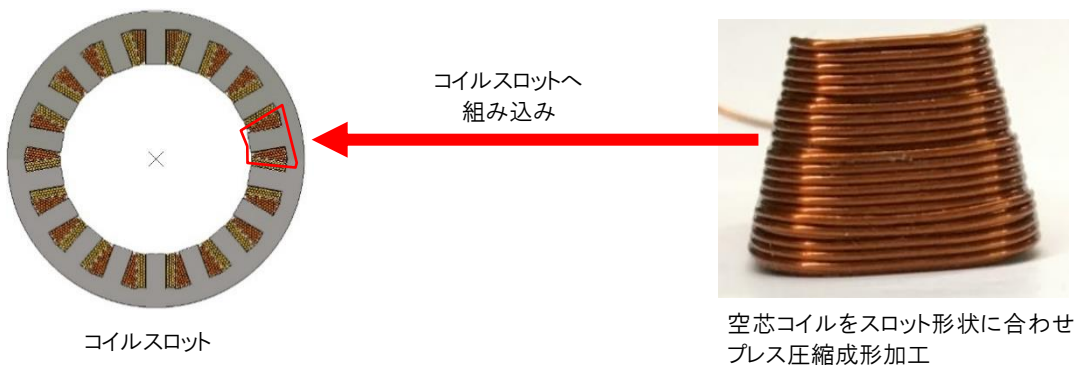 コイルスロットへ
組み込み
コイルスロット
空芯コイルをスロット形状に合わせ
プレス圧縮成形加工